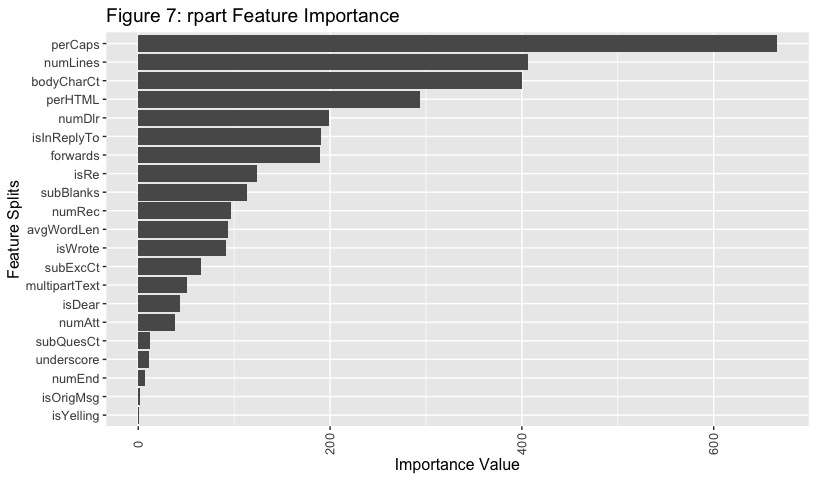 Figure 7: rpart Feature Importance
perCaps
numLines
bodyCharCt
perHTML
numDlr
isInReplyTo
forwards
isRe
subBlanks
numRec
avgWordLen
isWrote
subExcCt
multipartText
isDear
numAtt
subQuesCt
underscore
numEnd
isOrigMsg
isYelling
Feature Splits
0
200
400
600
Importance Value